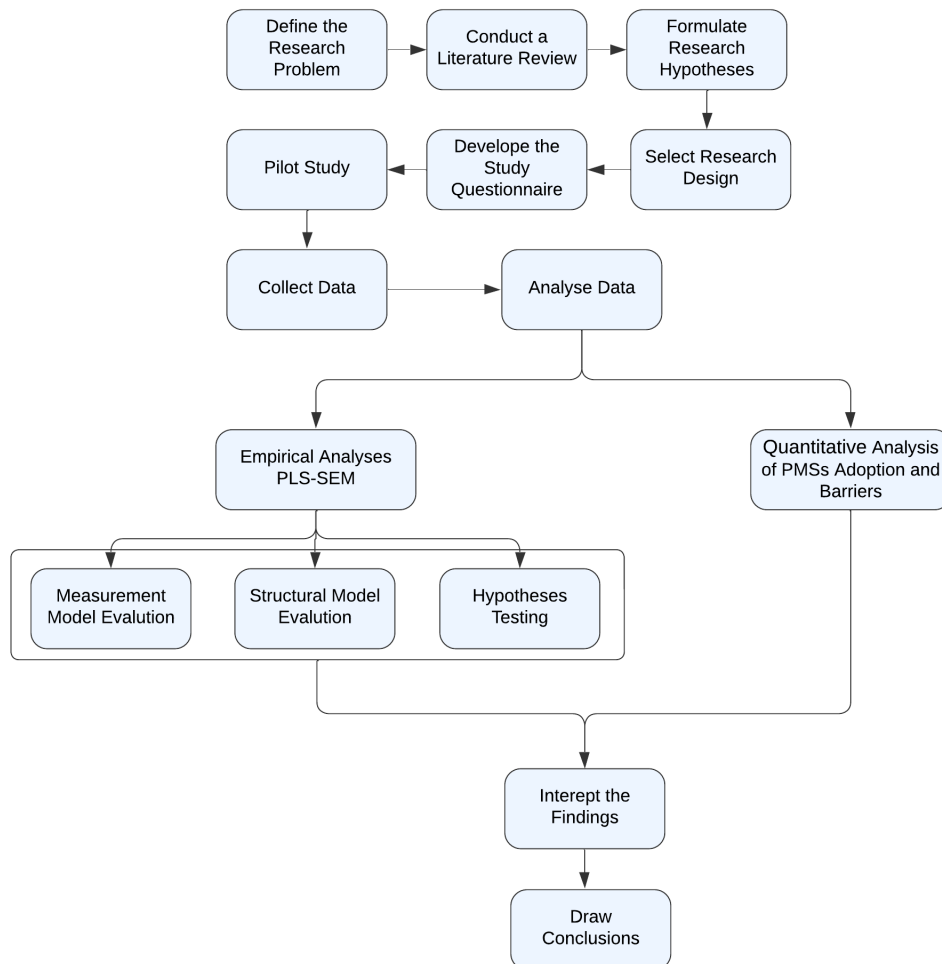 Define the
Research
Problem
Conduct a
Literature Review
Formulate
Research
Hypotheses
Pilot Study
Develope the
Study
Questionnaire
Select Research
Design
Collect Data
Analyse Data
Empirical Analyses
PLS-SEM
Quantitative Analysis
of PMSs Adoption and
Barriers
Measurement
Model Evalution
Structural Model
Evalution
Hypotheses
Testing
Interept the
Findings
Draw
Conclusions